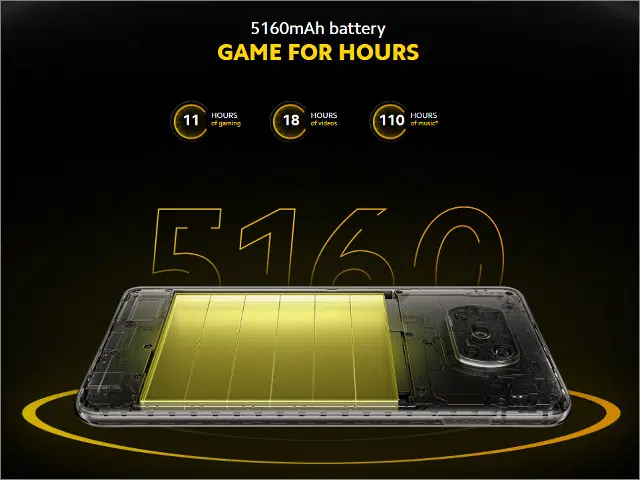 5160mAh battery
GAME FOR HOURS
11 HOURS of gaming
18 HOURS of videos
110 HOURS of music*
5160